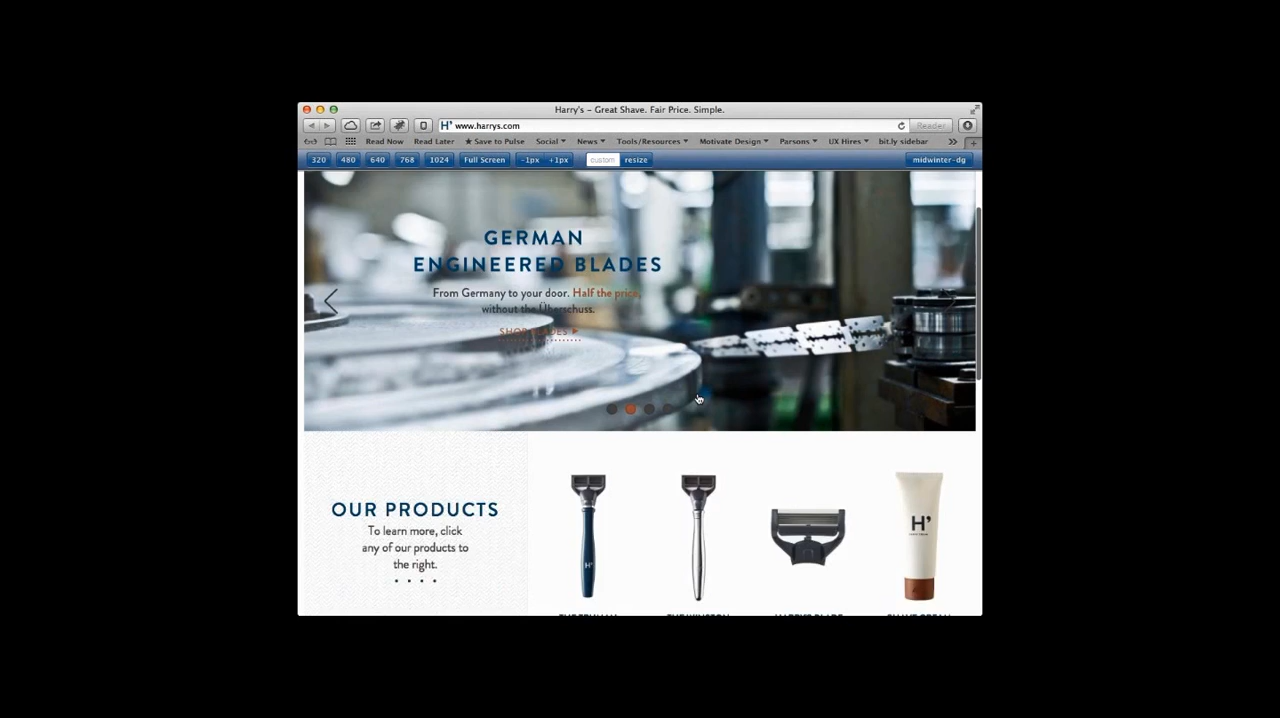 Harry's – Great Shave. Fair Price. Simple.
H' www.harrys.com
Reader
Read Now Read Later ★ Save to Pulse Social News Tools/Resources Motivate Design Parsons UX Hires bit.ly sidebar »
320 480 640 768 1024 Full Screen -1px +1px custom resize midwinter-dg
GERMAN
ENGINEERED BLADES
From Germany to your door. Half the price,
without the Überschuss.
SHOP BLADES
OUR PRODUCTS
To learn more, click
any of our products to
the right.
H'
H'